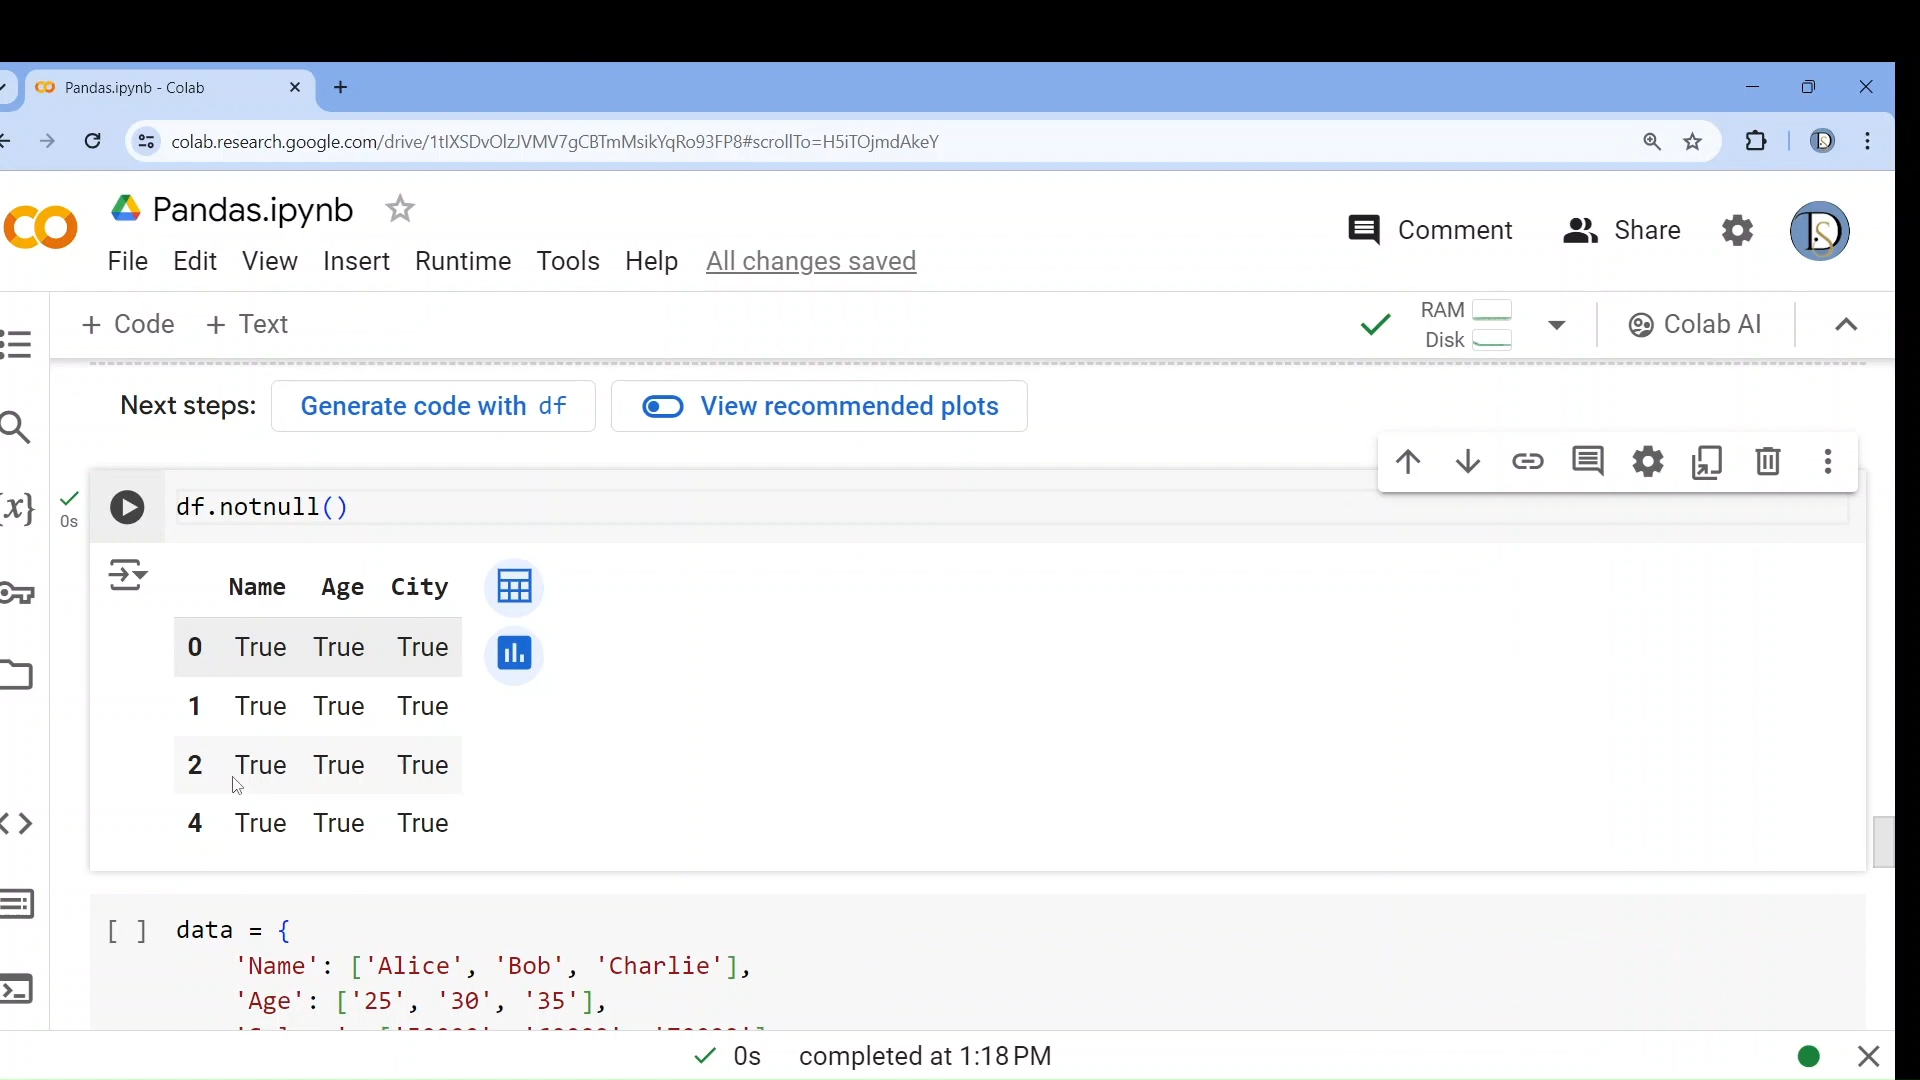 Pandas.ipynb - Colab
colab.research.google.com/drive/1tIXSDvOlzJVMV7gCBTmMsikYqRo93FP8#scrollTo=H5iTOjmdAkeY
Pandas.ipynb
Comment
Share
File Edit View Insert Runtime Tools Help All changes saved
+ Code + Text
RAM
Disk
Colab AI
Next steps: Generate code with df View recommended plots
{x}
0s
df.notnull()
Name Age City
0 True True True
1 True True True
2 True True True
4 True True True
[ ] data = {
'Name': ['Alice', 'Bob', 'Charlie'],
'Age': ['25', '30', '35'],
0s completed at 1:18 PM